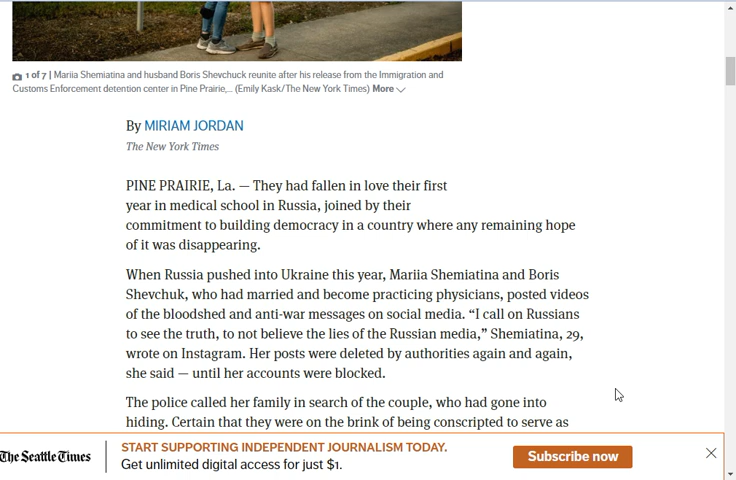 1 of 7 | Mariia Shemiatina and husband Boris Shevchuck reunite after his release from the Immigration and
Customs Enforcement detention center in Pine Prairie,... (Emily Kask/The New York Times) More
By MIRIAM JORDAN
The New York Times
PINE PRAIRIE, La. — They had fallen in love their first
year in medical school in Russia, joined by their
commitment to building democracy in a country where any remaining hope
of it was disappearing.
When Russia pushed into Ukraine this year, Mariia Shemiatina and Boris
Shevchuk, who had married and become practicing physicians, posted videos
of the bloodshed and anti-war messages on social media. “I call on Russians
to see the truth, to not believe the lies of the Russian media,” Shemiatina, 29,
wrote on Instagram. Her posts were deleted by authorities again and again,
she said — until her accounts were blocked.
The police called her family in search of the couple, who had gone into
hiding. Certain that they were on the brink of being conscripted to serve as
The Seattle Times
START SUPPORTING INDEPENDENT JOURNALISM TODAY.
Get unlimited digital access for just $1.
Subscribe now